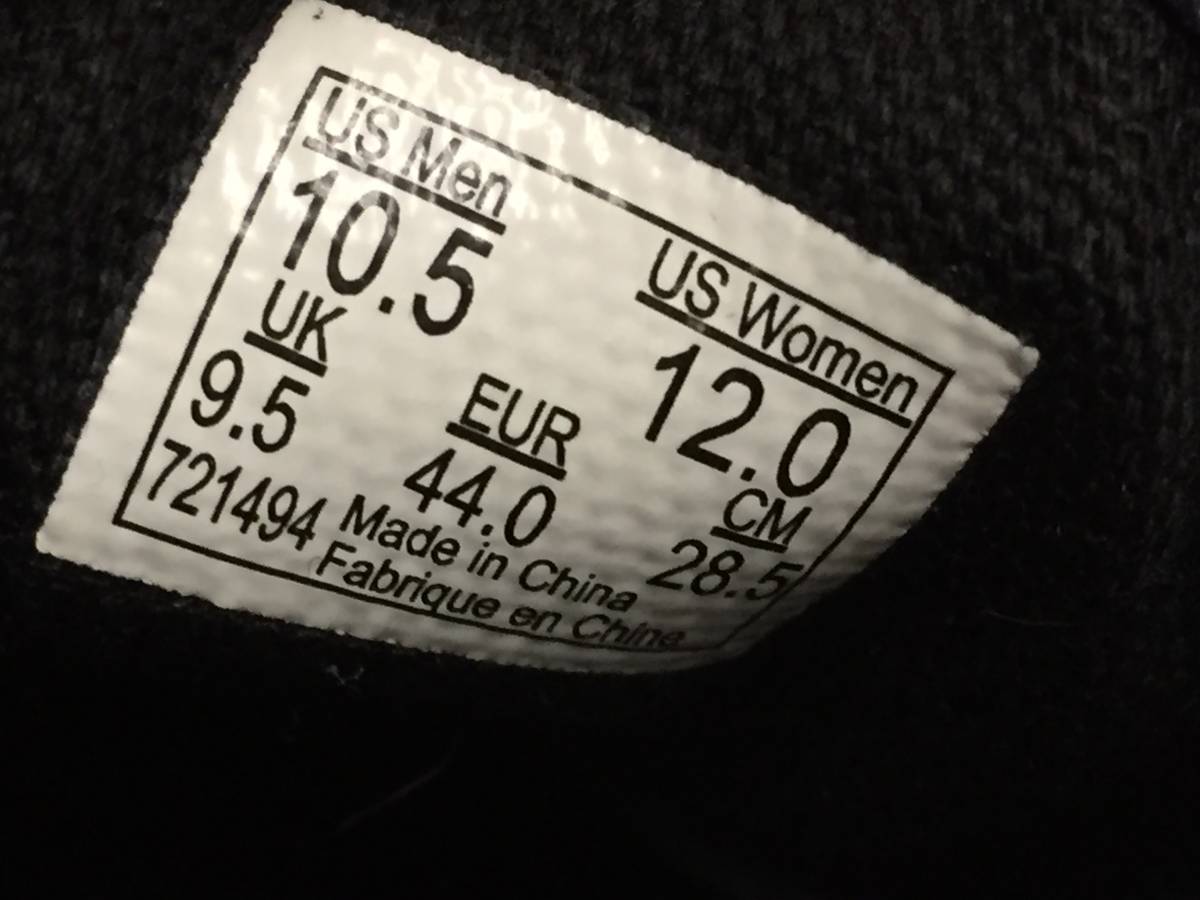 US Men
10.5
US Women
12.0
UK
9.5
EUR
44.0
CM
28.5
721494
Made in China
Fabrique en Chine